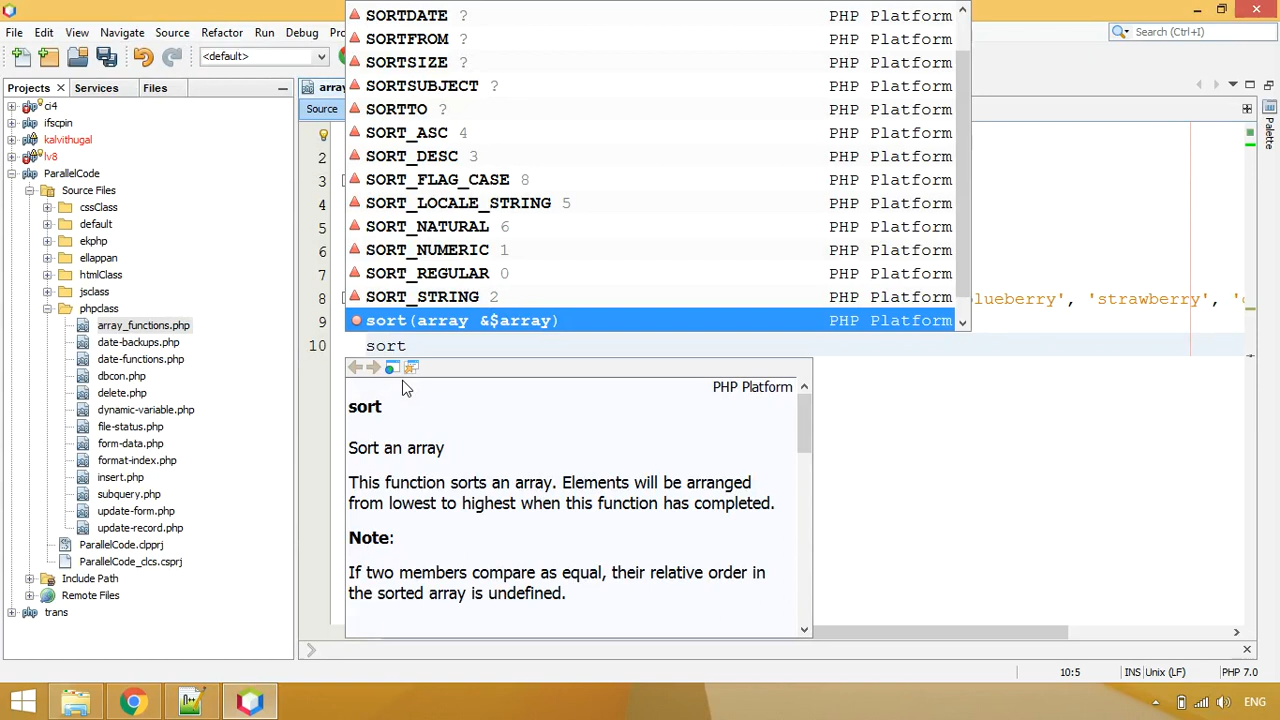 SORTDATE ? PHP Platform
File Edit View Navigate Source Refactor Run Debug
SORTFROM ? PHP Platform
Search (Ctrl+I)
<default>
SORTSIZE ? PHP Platform
Projects Services Files
SORTSUBJECT ? PHP Platform
Source
SORTTO ? PHP Platform
SORT_ASC 4 PHP Platform
SORT_DESC 3 PHP Platform
SORT_FLAG_CASE 8 PHP Platform
SORT_LOCALE_STRING 5 PHP Platform
SORT_NATURAL 6 PHP Platform
SORT_NUMERIC 1 PHP Platform
SORT_REGULAR 0 PHP Platform
SORT_STRING 2 PHP Platform
sort(array &$array) PHP Platform
Palette
ci4
ifscpin
kalvithugal
lv8
ParallelCode
Source Files
cssClass
default
ekphp
ellappan
htmlClass
jsclass
phpclass
array_functions.php
date-backups.php
date-functions.php
dbcon.php
delete.php
dynamic-variable.php
file-status.php
form-data.php
format-index.php
insert.php
subquery.php
update-form.php
update-record.php
ParallelCode.clpprj
ParallelCode_clcs.csprj
Include Path
Remote Files
trans
2
3
4
5
6
7
8 lueberry', 'strawberry',
9
10 sort
PHP Platform
sort
Sort an array
This function sorts an array. Elements will be arranged
from lowest to highest when this function has completed.
Note:
If two members compare as equal, their relative order in
the sorted array is undefined.
10:5 INS Unix (LF) PHP 7.0
ENG